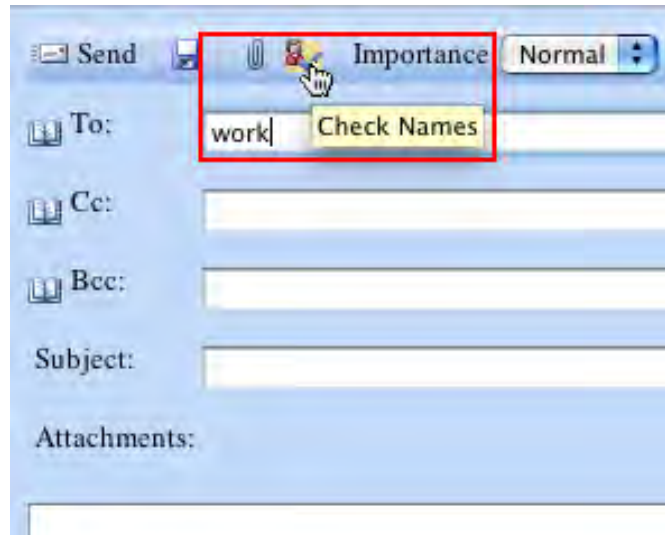 Send Importance Normal
To: work Check Names
Cc:
Bcc:
Subject:
Attachments: